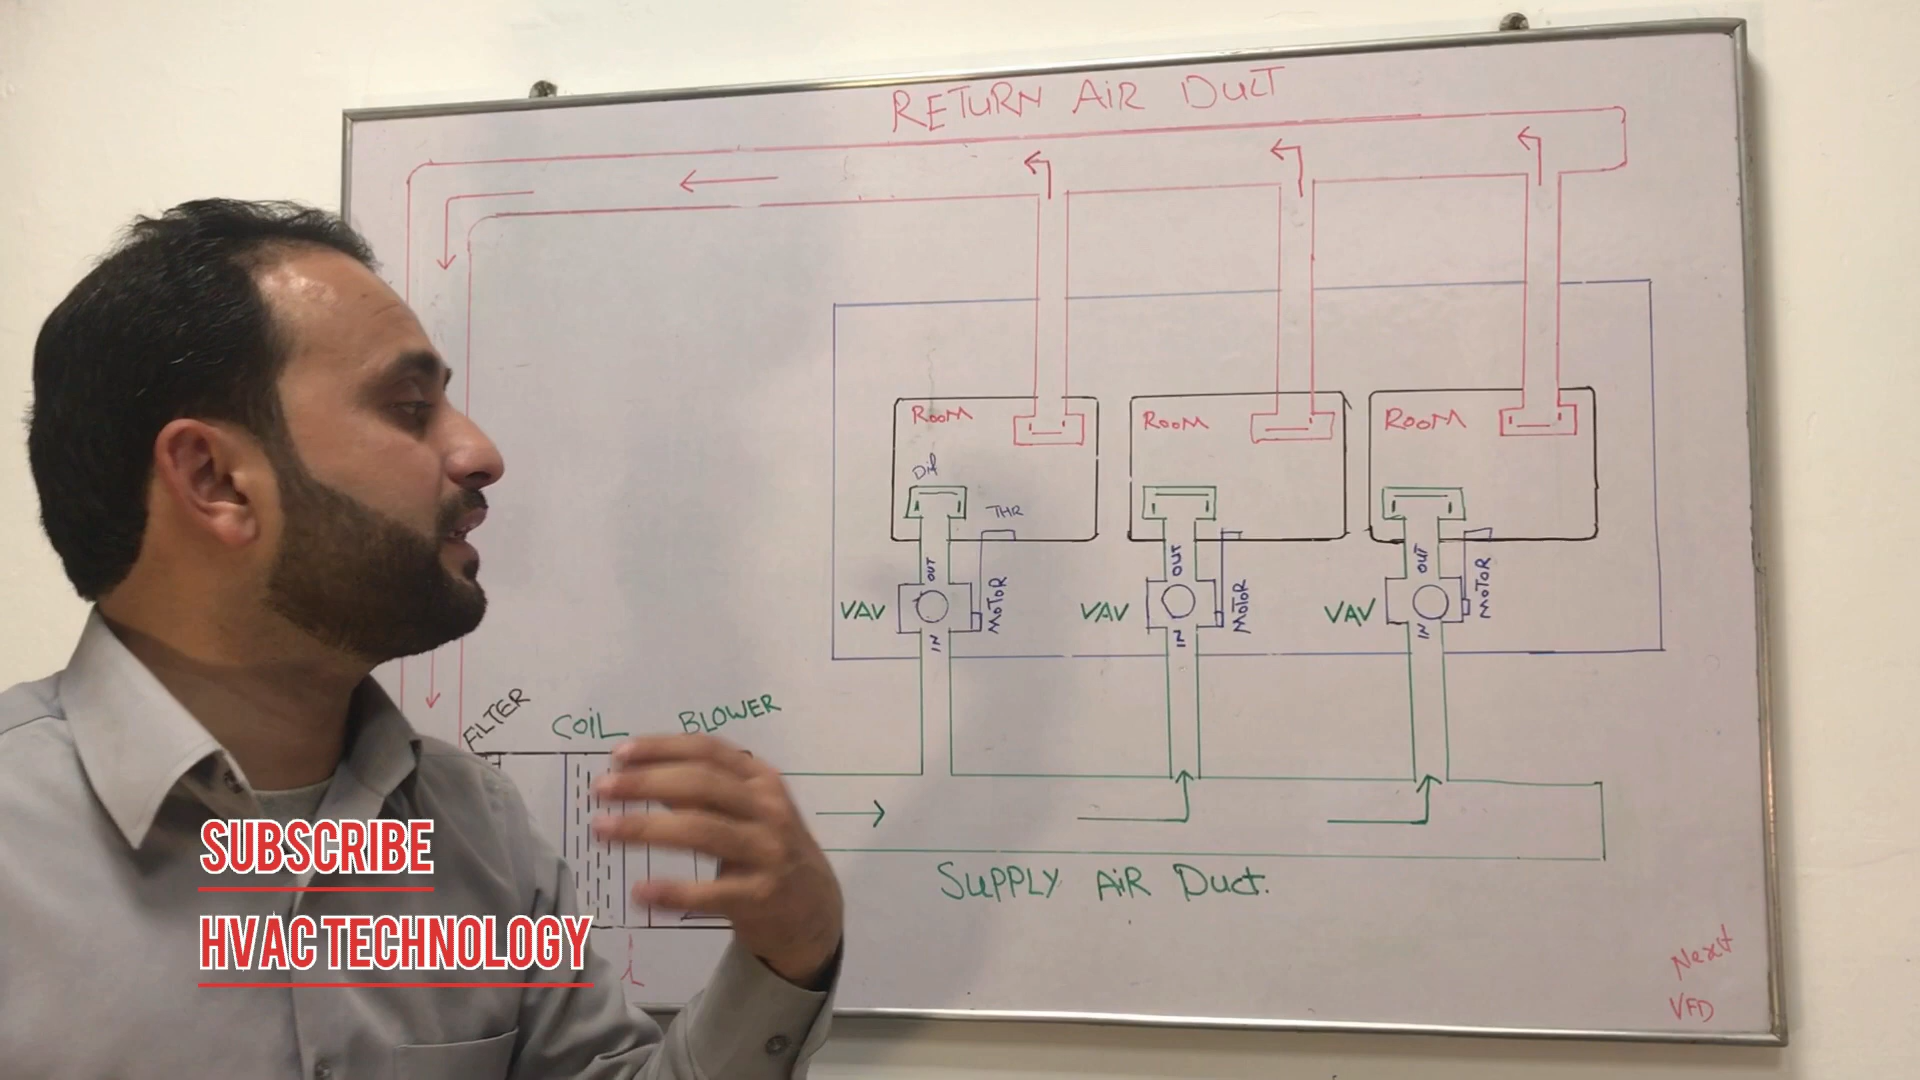 RETURN AIR DUCT
ROOM
ROOM
ROOM
Dif
THR
OUT
OUT
OUT
VAV
MOTOR
VAV
MOTOR
VAV
MOTOR
IN
IN
IN
FILTER
COIL
BLOWER
SUPPLY AIR Duct.
SUBSCRIBE
HVAC TECHNOLOGY
Next
VFD